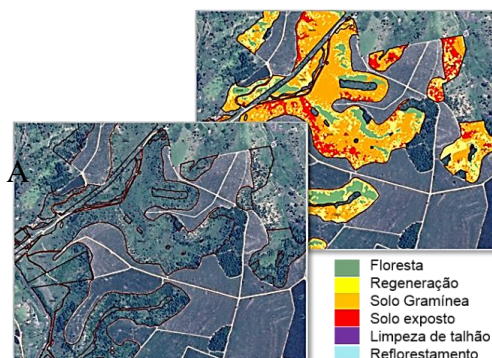 A
Floresta
Regeneração
Solo Gramínea
Solo exposto
Limpeza de talhão
Reflorestamento